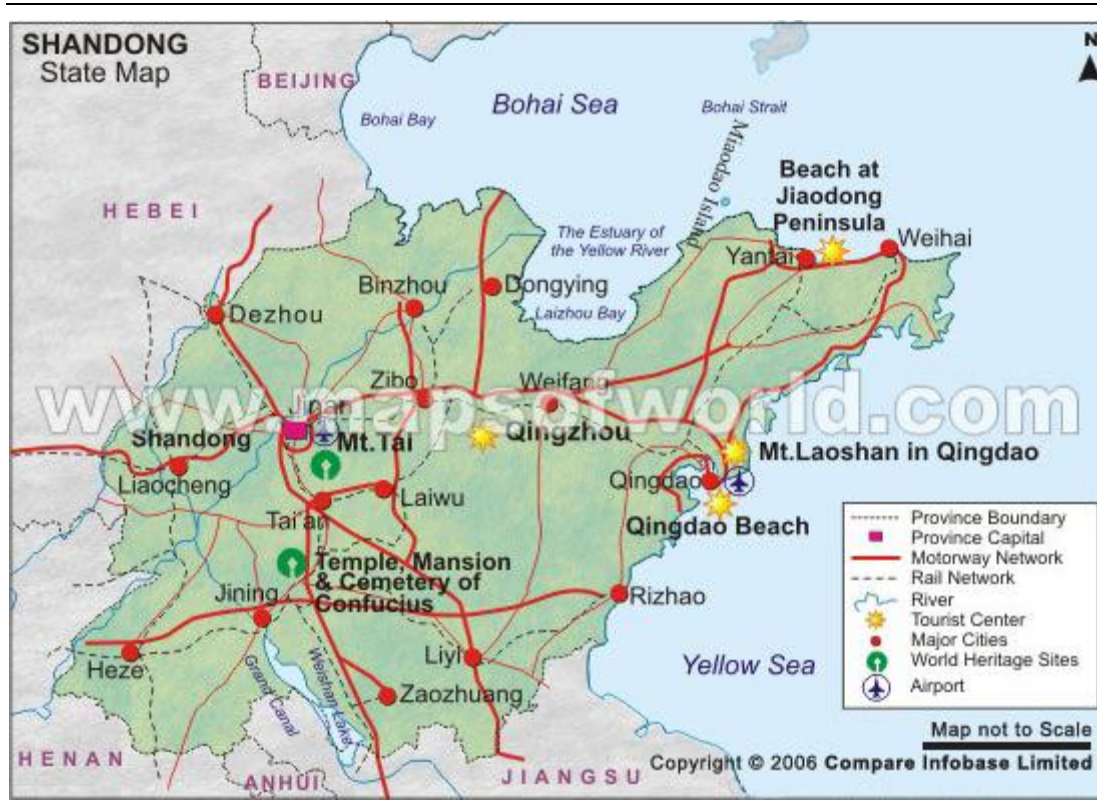 SHANDONG
State Map
N
BEIJING
Bohai Bay
Bohai Sea
Bohai Strait
Miaodao Island
HEBEI
Beach at
Jiaodong
Peninsula
The Estuary of
the Yellow River
Yantai
Weihai
Binzhou
Dongying
Dezhou
Laizhou Bay
Zibo
Weifang
www.mapsofworld.com
Jinan
Shandong
Mt.Tai
Qingzhou
Mt.Laoshan in Qingdao
Liaocheng
Laiwu
Qingdao
Tai'an
Qingdao Beach
Temple, Mansion
& Cemetery of
Confucius
Jining
Rizhao
Heze
Liyi
Grand Canal
Weishan Lake
Zaozhuang
Yellow Sea
HENAN
ANHUI
JIANGSU
Province Boundary
Province Capital
Motorway Network
Rail Network
River
Tourist Center
Major Cities
World Heritage Sites
Airport
Map not to Scale
Copyright © 2006 Compare Infobase Limited